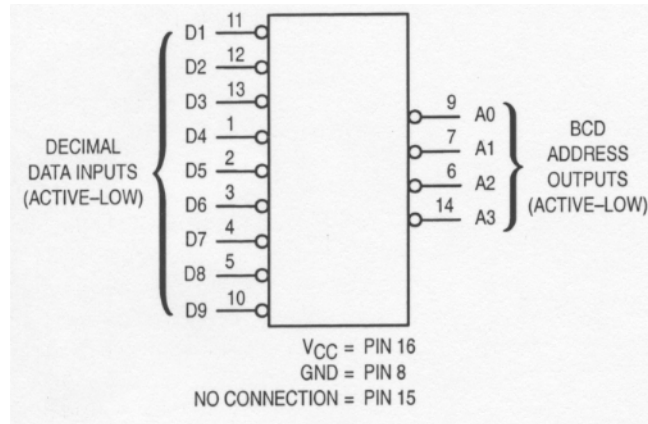 D1 11
D2 12
D3 13
D4 1
D5 2
D6 3
D7 4
D8 5
D9 10
DECIMAL
DATA INPUTS
(ACTIVE–LOW)
9 A0
7 A1
6 A2
14 A3
BCD
ADDRESS
OUTPUTS
(ACTIVE–LOW)
VCC = PIN 16
GND = PIN 8
NO CONNECTION = PIN 15